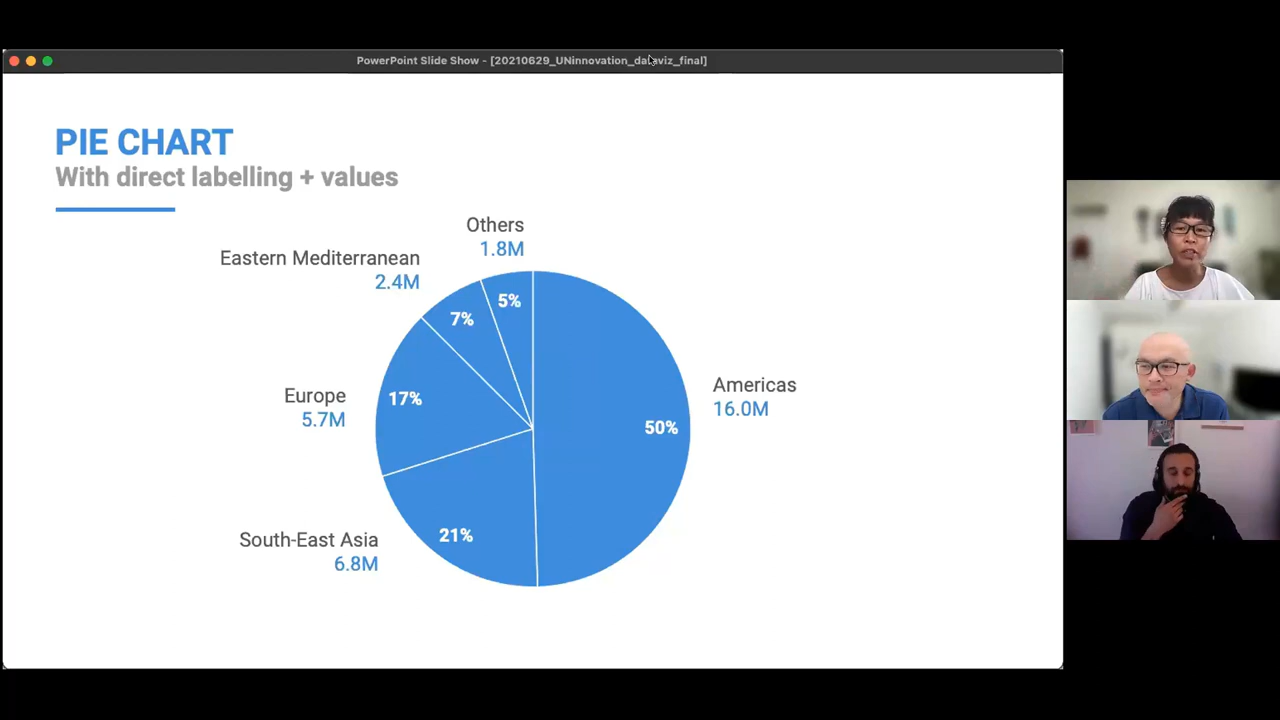 PowerPoint Slide Show - [20210629_UNinnovation_dataviz_final]
PIE CHART
With direct labelling + values
Others
1.8M
Eastern Mediterranean
2.4M
5%
7%
Europe
5.7M
17%
Americas
16.0M
50%
South-East Asia
6.8M
21%